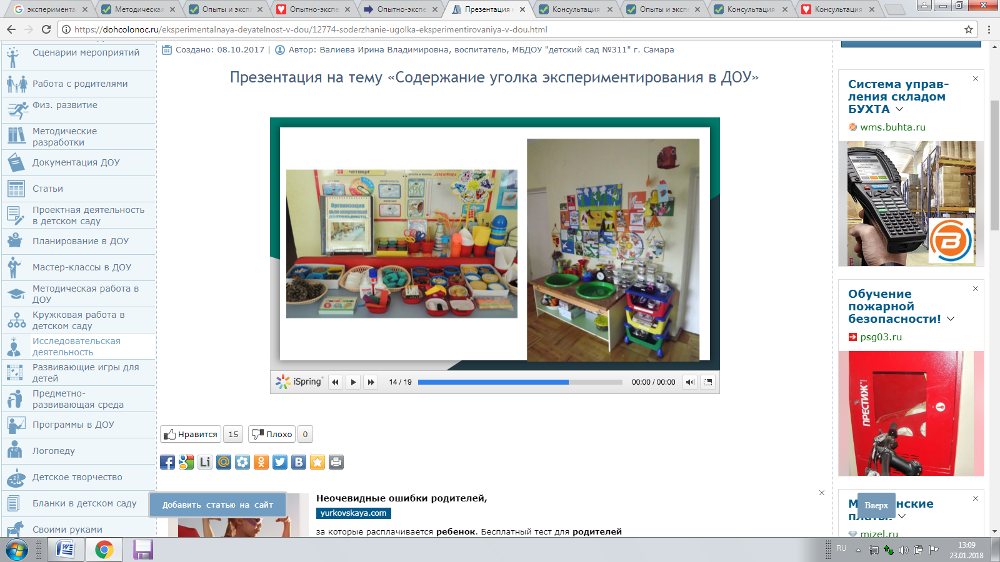 эксперимента
Методическая
Опыты и эксп
Опытно-экспе
Опытно-экспе
Презентация н
Консультация
Опыты и эксп
Консультация
Консультация
https://dohcolonoc.ru/eksperimentalnaya-deyatelnost-v-dou/12774-soderzhanie-ugolka-eksperimentirovaniya-v-dou.html
Сценарии мероприятий
Работа с родителями
Физ. развитие
Методические
разработки
Документация ДОУ
Статьи
Проектная деятельность
в детском саду
Планирование в ДОУ
Мастер-классы в ДОУ
Методическая работа в
ДОУ
Кружковая работа в
детском саду
Исследовательская
деятельность
Развивающие игры для
детей
Предметно-
развивающая среда
Программы в ДОУ
Логопеду
Детское творчество
Бланки в детском саду
Своими руками
Создано: 08.10.2017 | Автор: Валиева Ирина Владимировна, воспитатель, МБДОУ "детский сад №311" г. Самара
Презентация на тему «Содержание уголка экспериментирования в ДОУ»
четверг
Организация
деятельности
iSpring
14 / 19
00:00 / 00:00
Нравится 15
Плохо 0
Li
Добавить статью на сайт
Неочевидные ошибки родителей,
yurkovskaya.com
за которые расплачивается ребенок. Бесплатный тест для родителей
Система управ-
ления складом
БУХТА
wms.buhta.ru
Обучение
пожарной
безопасности!
psg03.ru
ПРЕСТИЖ
Вверх
mizel.ru
RU
13:09
23.01.2018